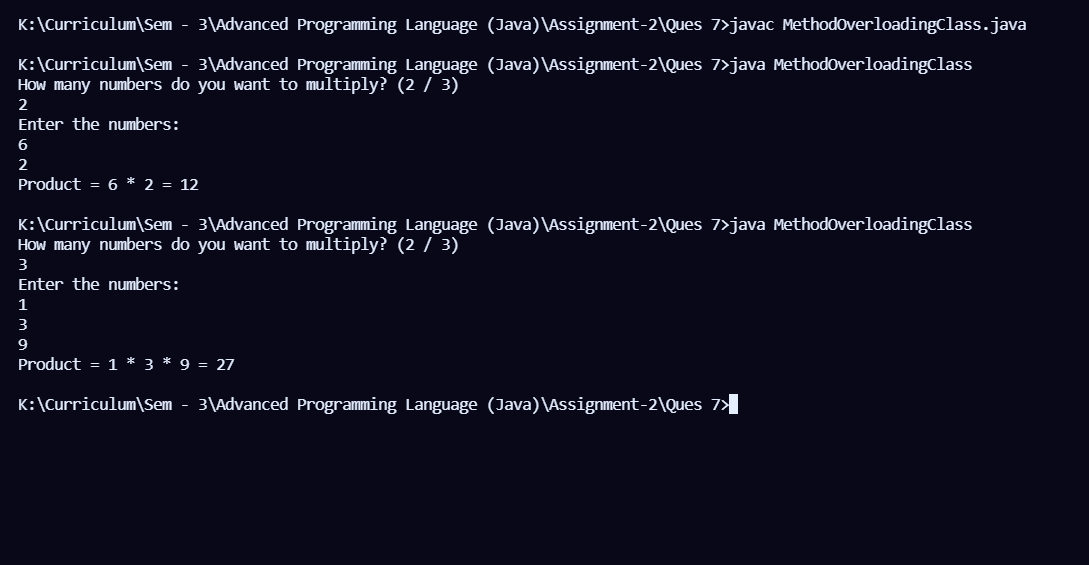 K:\Curriculum\Sem - 3\Advanced Programming Language (Java)\Assignment-2\Ques 7>javac MethodOverloadingClass.java
K:\Curriculum\Sem - 3\Advanced Programming Language (Java)\Assignment-2\Ques 7>java MethodOverloadingClass
How many numbers do you want to multiply? (2 / 3)
2
Enter the numbers:
6
2
Product = 6 * 2 = 12
K:\Curriculum\Sem - 3\Advanced Programming Language (Java)\Assignment-2\Ques 7>java MethodOverloadingClass
How many numbers do you want to multiply? (2 / 3)
3
Enter the numbers:
1
3
9
Product = 1 * 3 * 9 = 27
K:\Curriculum\Sem - 3\Advanced Programming Language (Java)\Assignment-2\Ques 7>